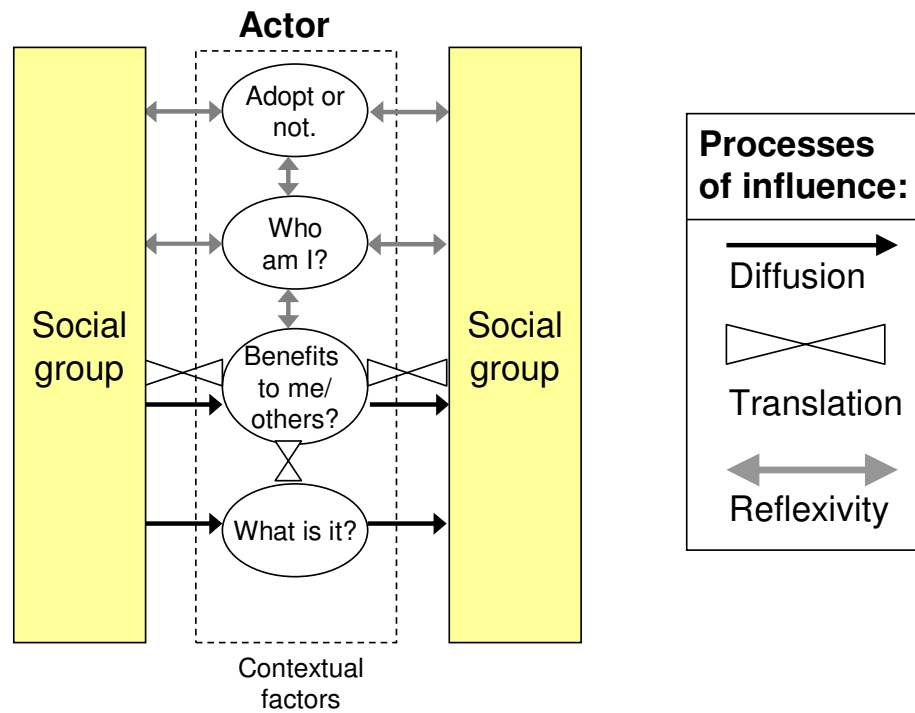 Actor
Social
group
Adopt or
not.
Who
am I?
Benefits
to me/
others?
What is it?
Contextual
factors
Social
group
Processes
of influence:
Diffusion
Translation
Reflexivity